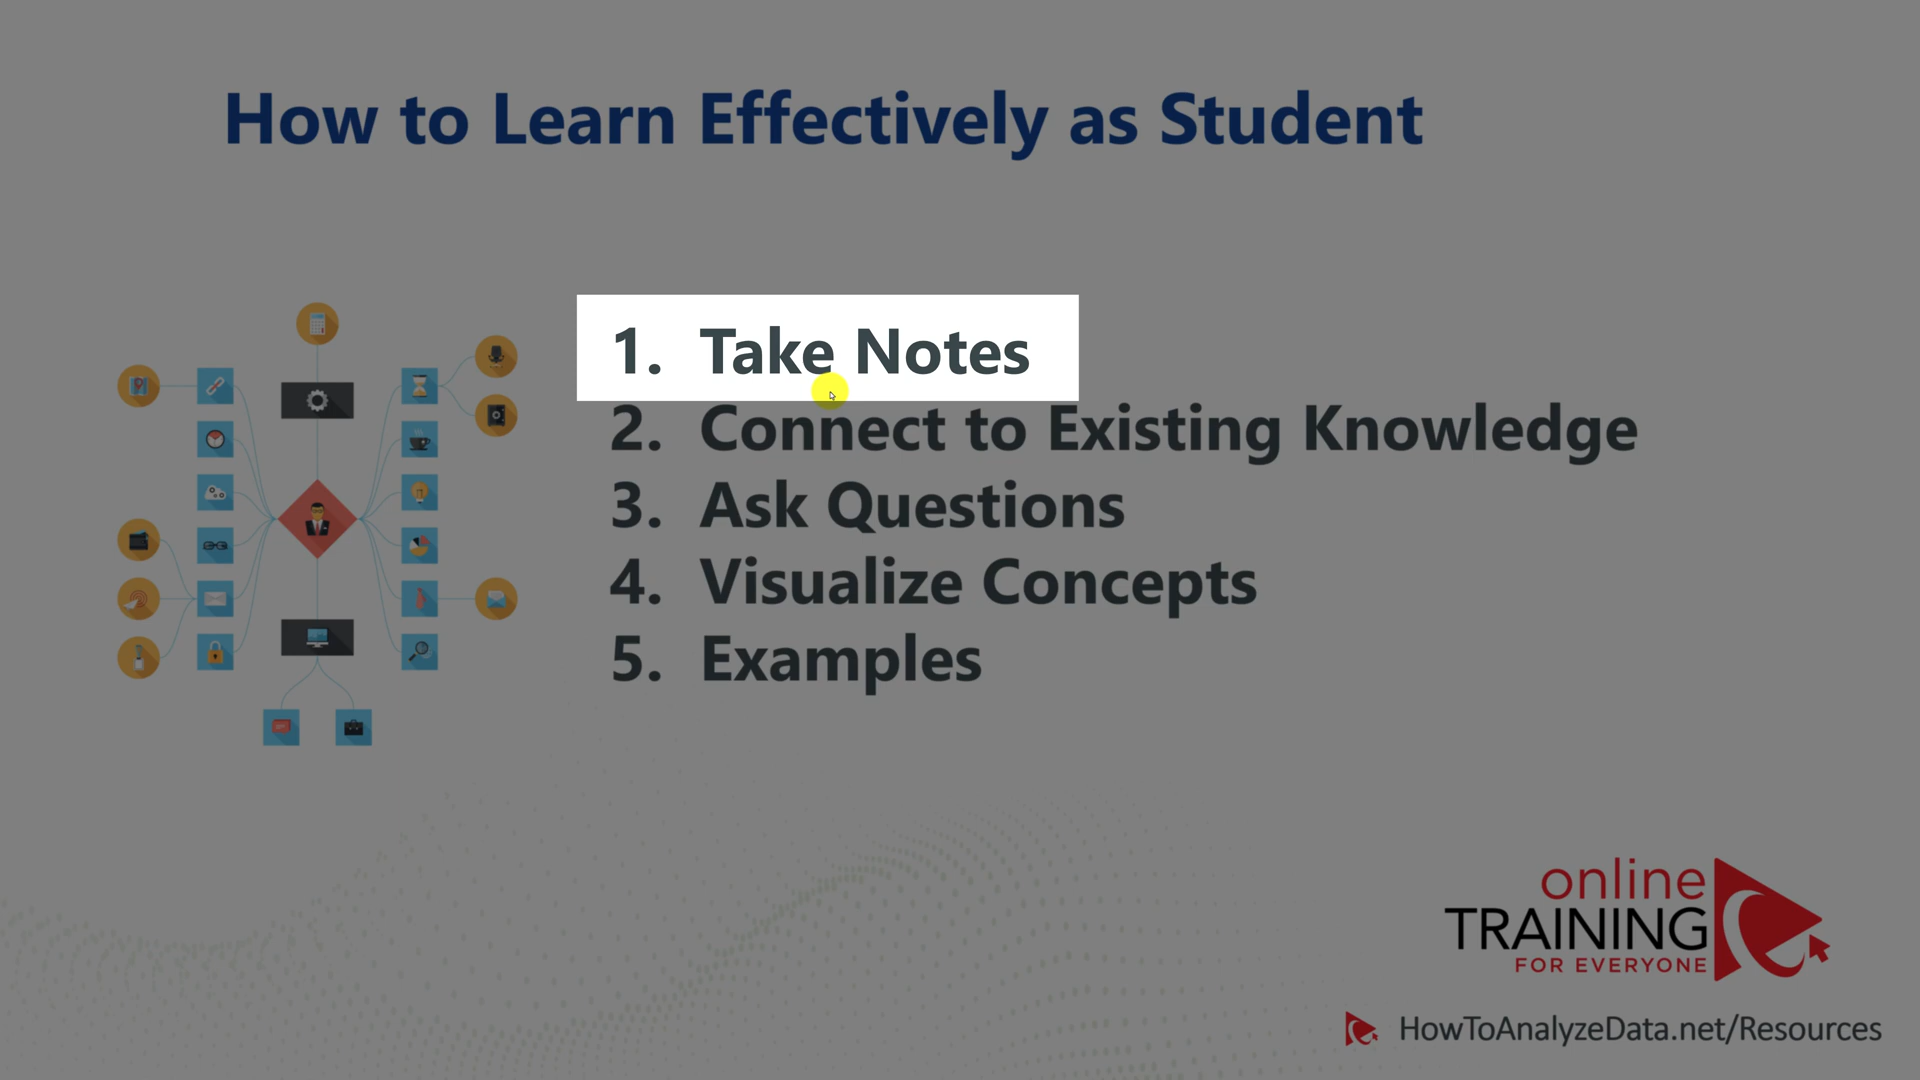 How to Learn Effectively as Student
1. Take Notes
2. Connect to Existing Knowledge
3. Ask Questions
4. Visualize Concepts
5. Examples
online
TRAINING
FOR EVERYONE
HowToAnalyzeData.net/Resources